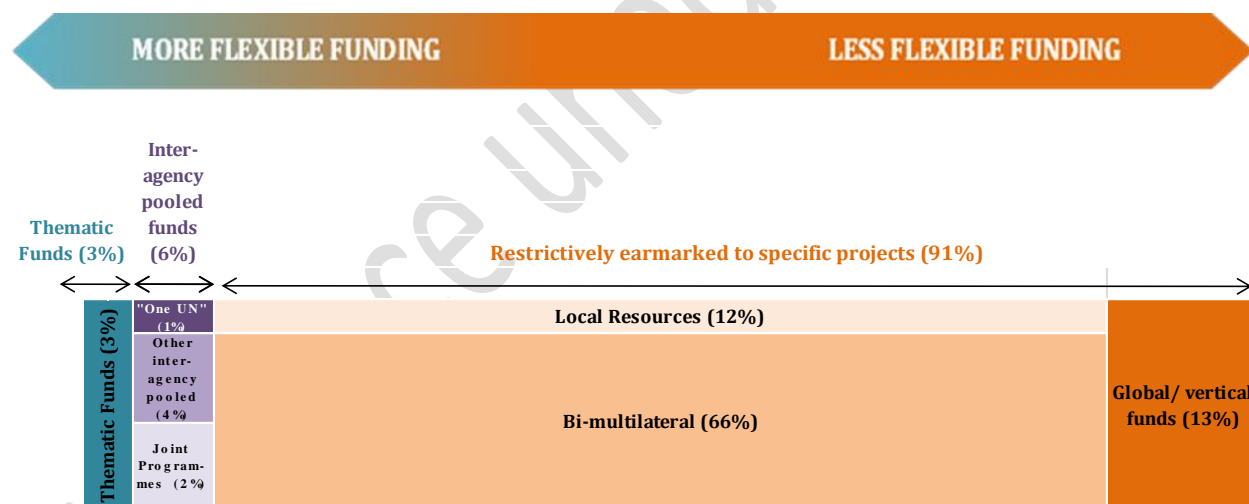 MORE FLEXIBLE FUNDING
LESS FLEXIBLE FUNDING
Inter-
agency
pooled
funds
(6%)
Thematic
Funds (3%)
Restrictively earmarked to specific projects (91%)
Thematic Funds (3%)
"One UN"
(1%)
Other
inter-
agency
pooled
(4%)
Joint
Program-
mes (2%)
Local Resources (12%)
Bi-multilateral (66%)
Global/ vertical
funds (13%)